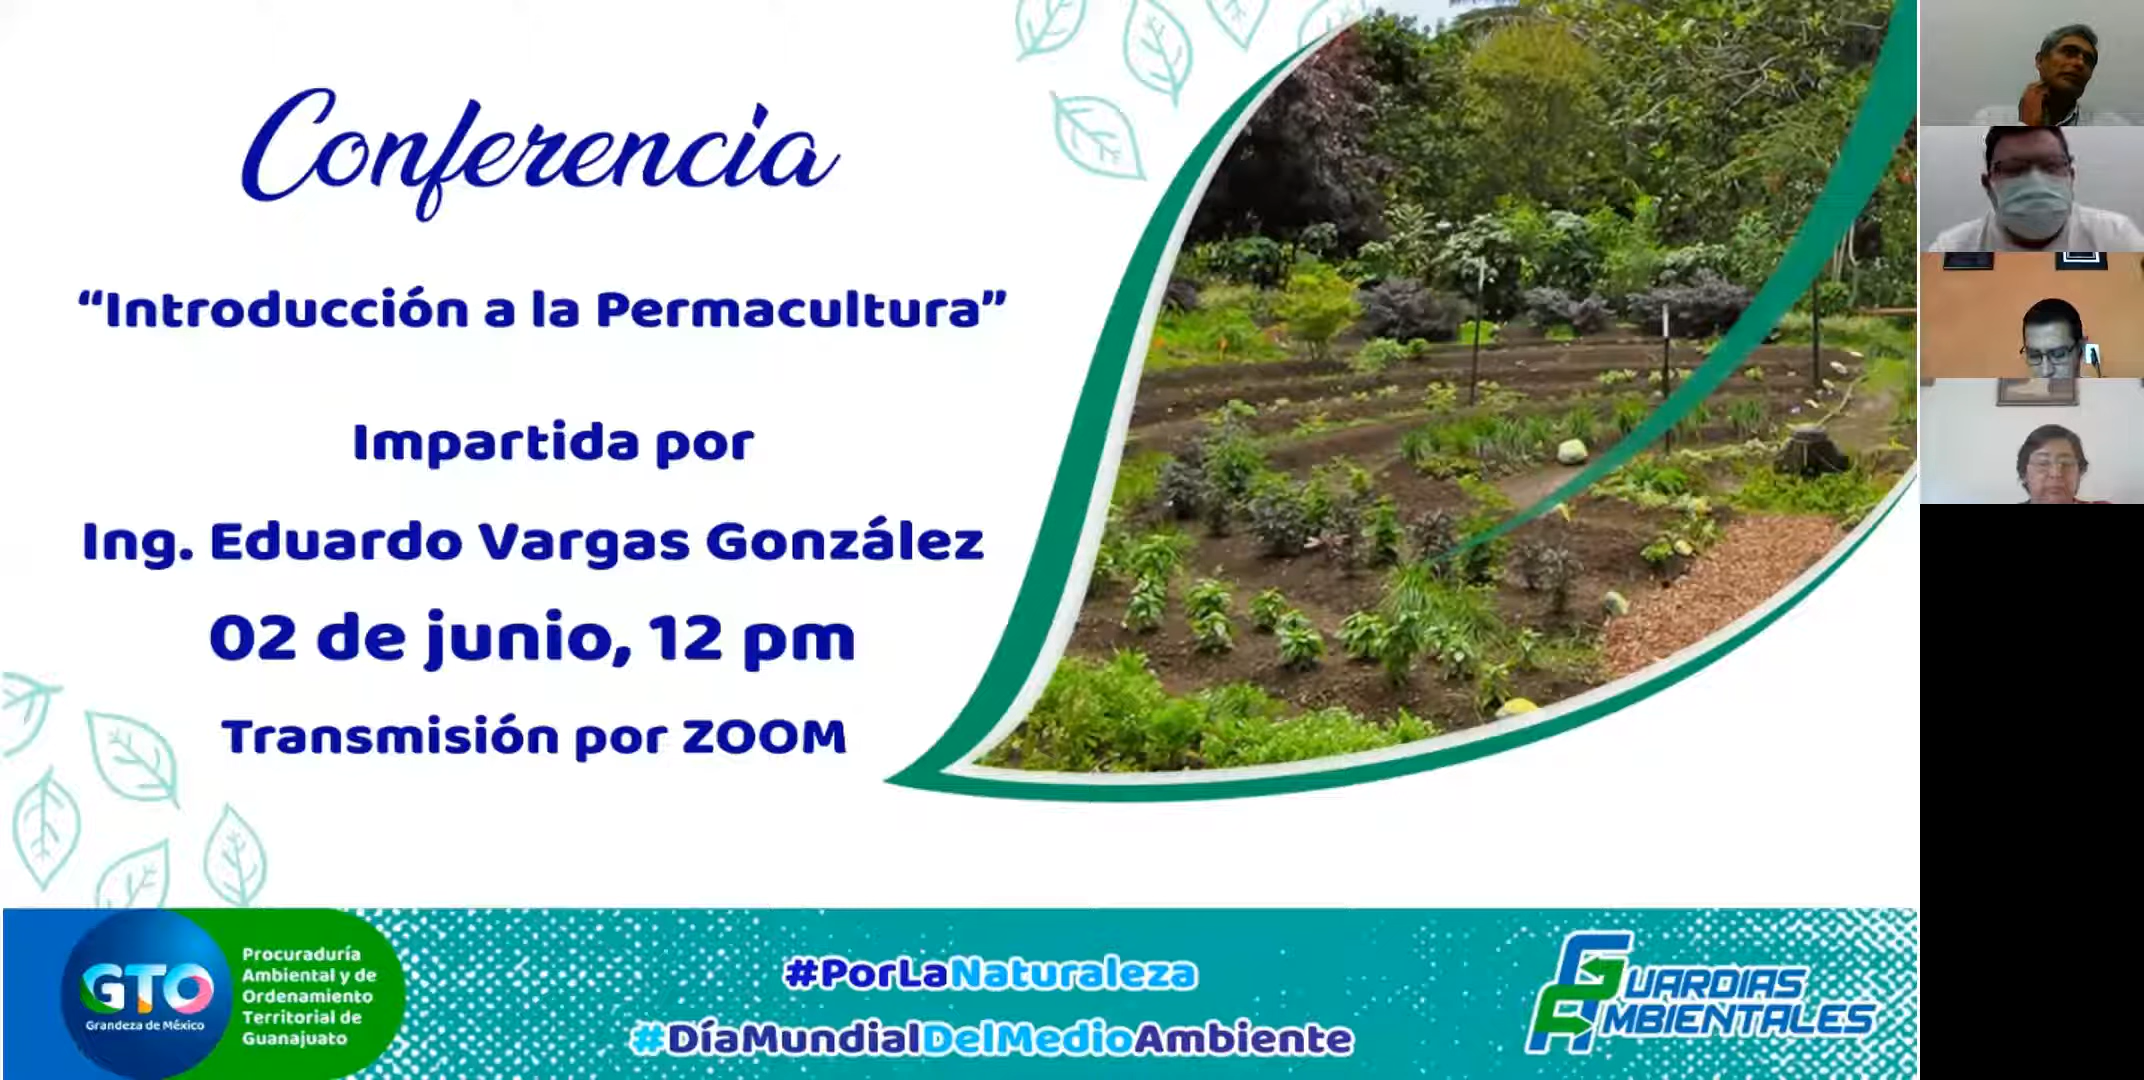 Conferencia
“Introducción a la Permacultura”
Impartida por
Ing. Eduardo Vargas González
02 de junio, 12 pm
Transmisión por ZOOM
GTO
Grandeza de México
Procuraduría
Ambiental y de
Ordenamiento
Territorial de
Guanajuato
#PorLaNaturaleza
#DíaMundialDelMedioAmbiente
GUARDIAS
AMBIENTALES